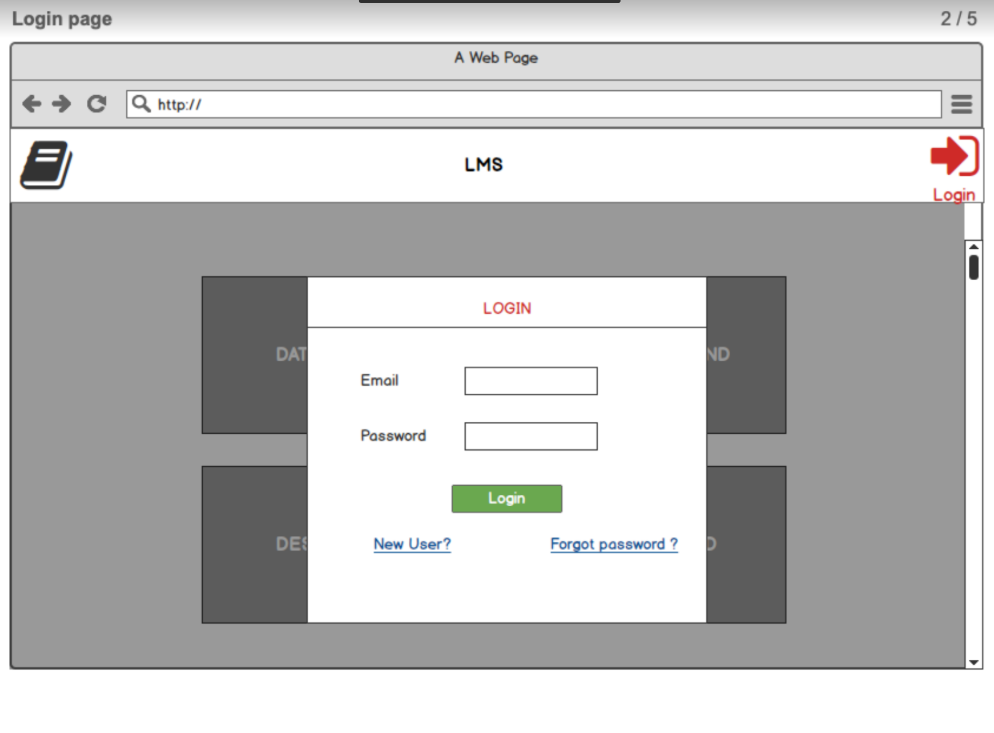 Login page 2 / 5
A Web Page
http://
LMS
Login
LOGIN
DAT ND
Email
Password
Login
DES D
New User? Forgot password ?